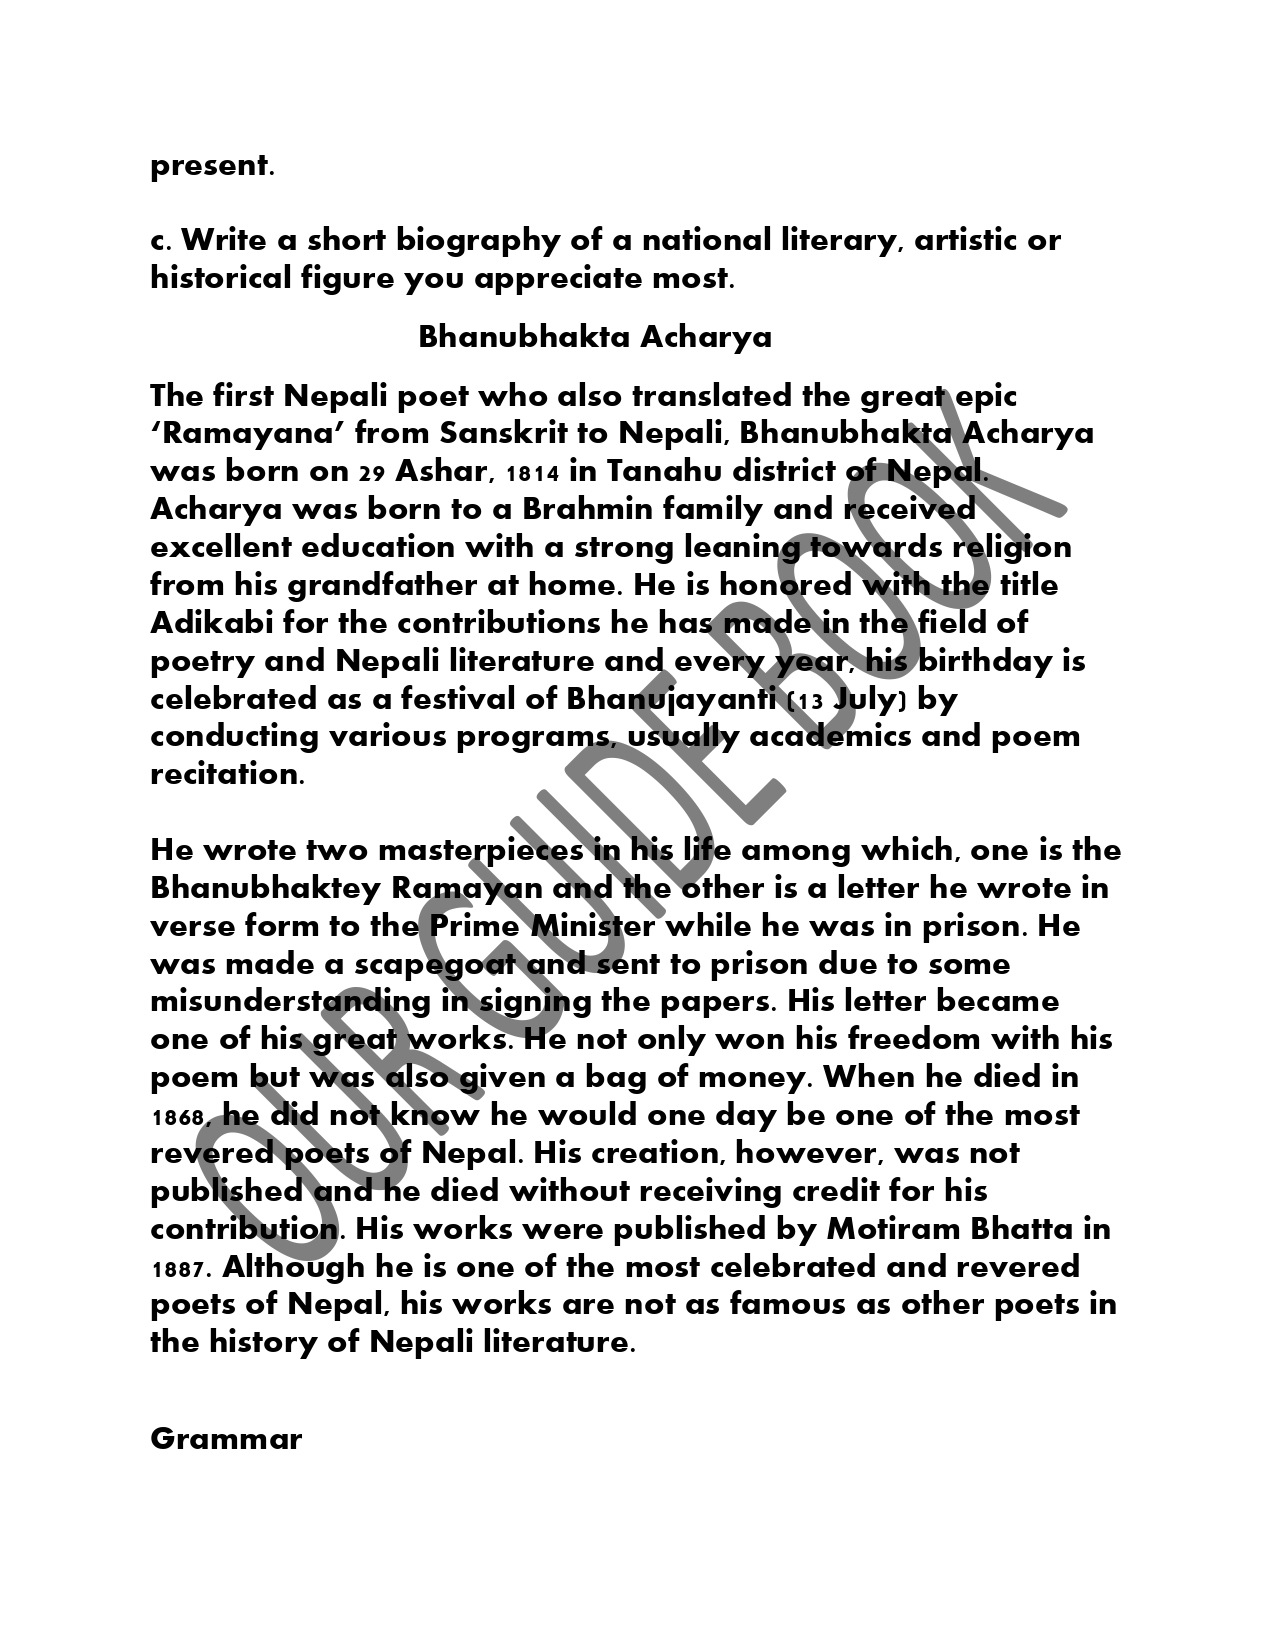 present.
c. Write a short biography of a national literary, artistic or
historical figure you appreciate most.
Bhanubhakta Acharya
The first Nepali poet who also translated the great epic
‘Ramayana’ from Sanskrit to Nepali, Bhanubhakta Acharya
was born on 29 Ashar, 1814 in Tanahu district of Nepal.
Acharya was born to a Brahmin family and received
excellent education with a strong leaning towards religion
from his grandfather at home. He is honored with the title
Adikabi for the contributions he has made in the field of
poetry and Nepali literature and every year, his birthday is
celebrated as a festival of Bhanujayanti (13 July) by
conducting various programs, usually academics and poem
recitation.
He wrote two masterpieces in his life among which, one is the
Bhanubhaktey Ramayan and the other is a letter he wrote in
verse form to the Prime Minister while he was in prison. He
was made a scapegoat and sent to prison due to some
misunderstanding in signing the papers. His letter became
one of his great works. He not only won his freedom with his
poem but was also given a bag of money. When he died in
1868, he did not know he would one day be one of the most
revered poets of Nepal. His creation, however, was not
published and he died without receiving credit for his
contribution. His works were published by Motiram Bhatta in
1887. Although he is one of the most celebrated and revered
poets of Nepal, his works are not as famous as other poets in
the history of Nepali literature.
Grammar
OUR GUIDE BOOK